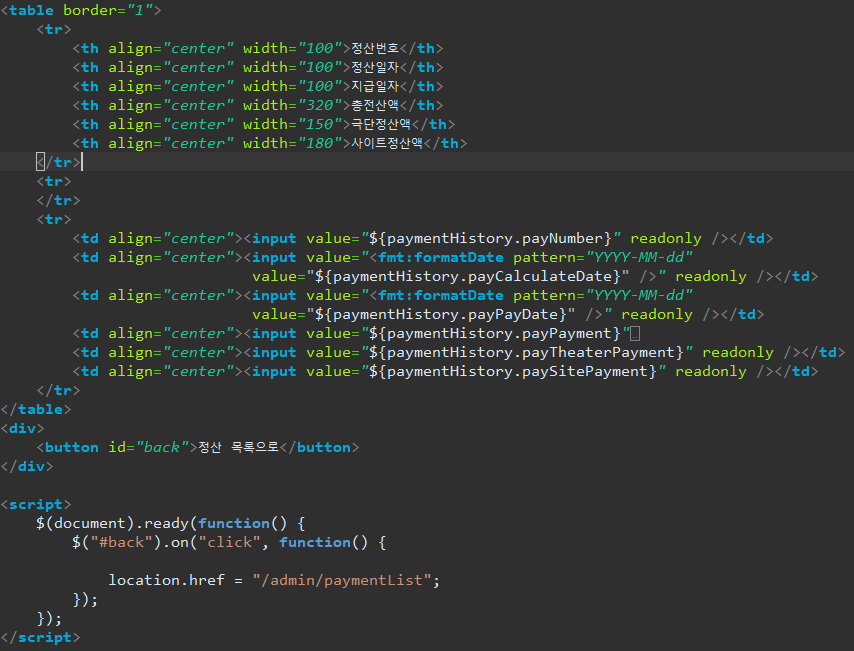 <table border="1">
    <tr>
        <th align="center" width="100">정산번호</th>
        <th align="center" width="100">정산일자</th>
        <th align="center" width="100">지급일자</th>
        <th align="center" width="320">총전산액</th>
        <th align="center" width="150">극단정산액</th>
        <th align="center" width="180">사이트정산액</th>
    </tr>
    <tr>
    </tr>
    <tr>
        <td align="center"><input value="${paymentHistory.payNumber}" readonly /></td>
        <td align="center"><input value="<fmt:formatDate pattern="YYYY-MM-dd"
                            value="${paymentHistory.payCalculateDate}" />" readonly /></td>
        <td align="center"><input value="<fmt:formatDate pattern="YYYY-MM-dd"
                            value="${paymentHistory.payPayDate}" />" readonly /></td>
        <td align="center"><input value="${paymentHistory.payPayment}"
        <td align="center"><input value="${paymentHistory.payTheaterPayment}" readonly /></td>
        <td align="center"><input value="${paymentHistory.paySitePayment}" readonly /></td>
    </tr>
</table>
<div>
    <button id="back">정산 목록으로</button>
</div>
<script>
    $(document).ready(function() {
        $("#back").on("click", function() {
            location.href = "/admin/paymentList";
        });
    });
</script>